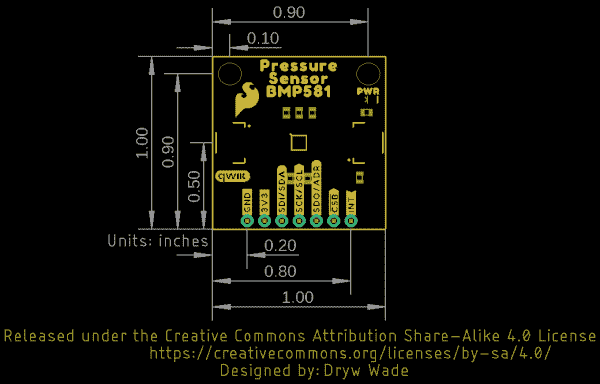 0.90
0.10
Pressure
Sensor
BMP581
PWR
1.00
0.90
0.50
qwiic
GND
3V3
SDI/SDA
SCK/SCL
SDO/ADR
CSB
INT
Units: inches
0.20
0.80
1.00
Released under the Creative Commons Attribution Share-Alike 4.0 License
https://creativecommons.org/licenses/by-sa/4.0/
Designed by: Dryw Wade